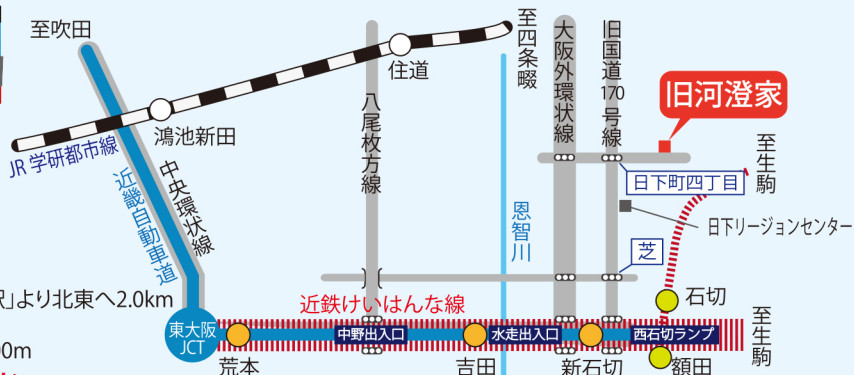 至吹田
鴻池新田
住道
至四条畷
大阪外環状線
旧国道170号線
旧河澄家
八尾枚方線
JR学研都市線
近畿自動車道
中央環状線
恩智川
日下町四丁目
至生駒
日下リージョンセンター
芝
」より北東へ2.0km
近鉄けいはんな線
石切
東大阪
JCT
中野出入口
水走出入口
西石切ランプ
至生駒
0m
荒本
吉田
新石切
額田